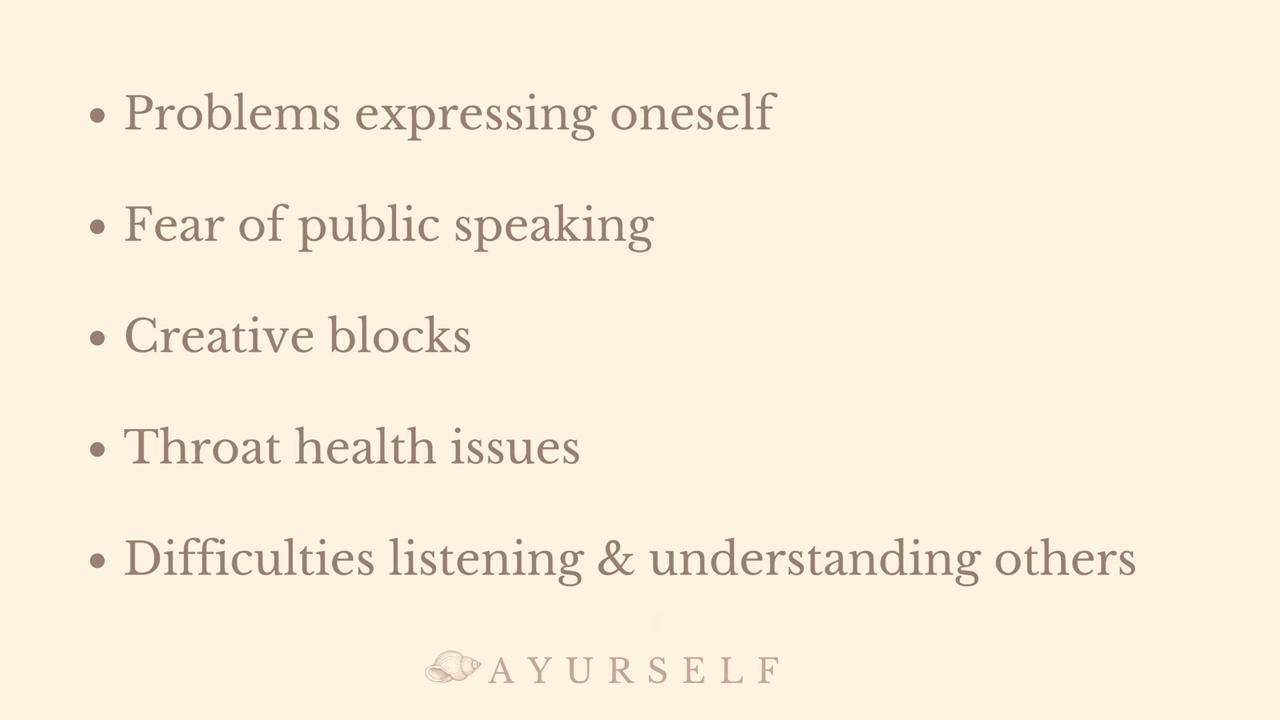 • Problems expressing oneself
• Fear of public speaking
• Creative blocks
• Throat health issues
• Difficulties listening & understanding others
AYURSELF